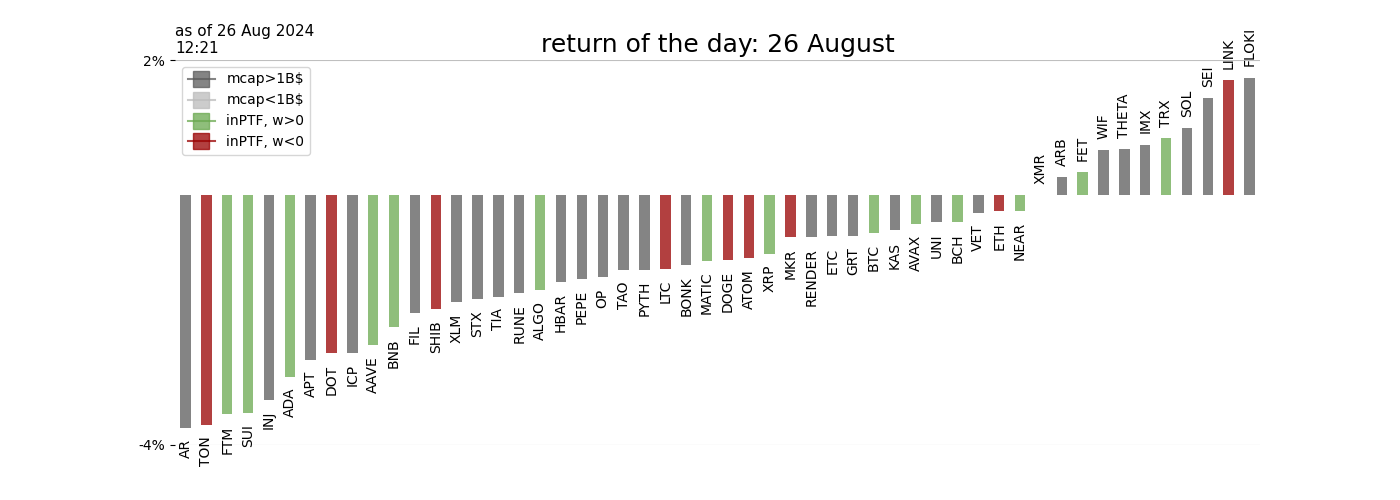 as of 26 Aug 2024
12:21
return of the day: 26 August
2%
mcap>1B$
mcap<1B$
inPTF, w>0
inPTF, w<0
-4%
AR
TON
FTM
SUI
INJ
ADA
APT
DOT
ICP
AAVE
BNB
FIL
SHIB
XLM
STX
TIA
RUNE
ALGO
HBAR
PEPE
OP
TAO
PYTH
LTC
BONK
MATIC
DOGE
ATOM
XRP
MKR
RENDER
ETC
GRT
BTC
KAS
AVAX
UNI
BCH
VET
ETH
NEAR
XMR
ARB
FET
WIF
THETA
IMX
TRX
SOL
SEI
LINK
FLOKI